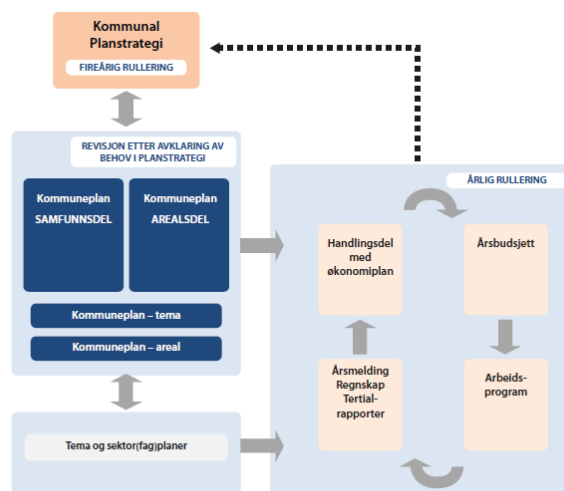 Kommunal
Planstrategi
FIREÅRIG RULLERING
REVISJON ETTER AVKLARING AV
BEHOV I PLANSTRATEGI
Kommuneplan
SAMFUNNSDEL
Kommuneplan
AREALSDEL
Kommuneplan – tema
Kommuneplan – areal
Tema og sektor(fag)planer
ÅRLIG RULLERING
Handlingsdel
med
økonomiplan
Årsbudsjett
Årsmelding
Regnskap
Tertial-
rapporter
Arbeids-
program